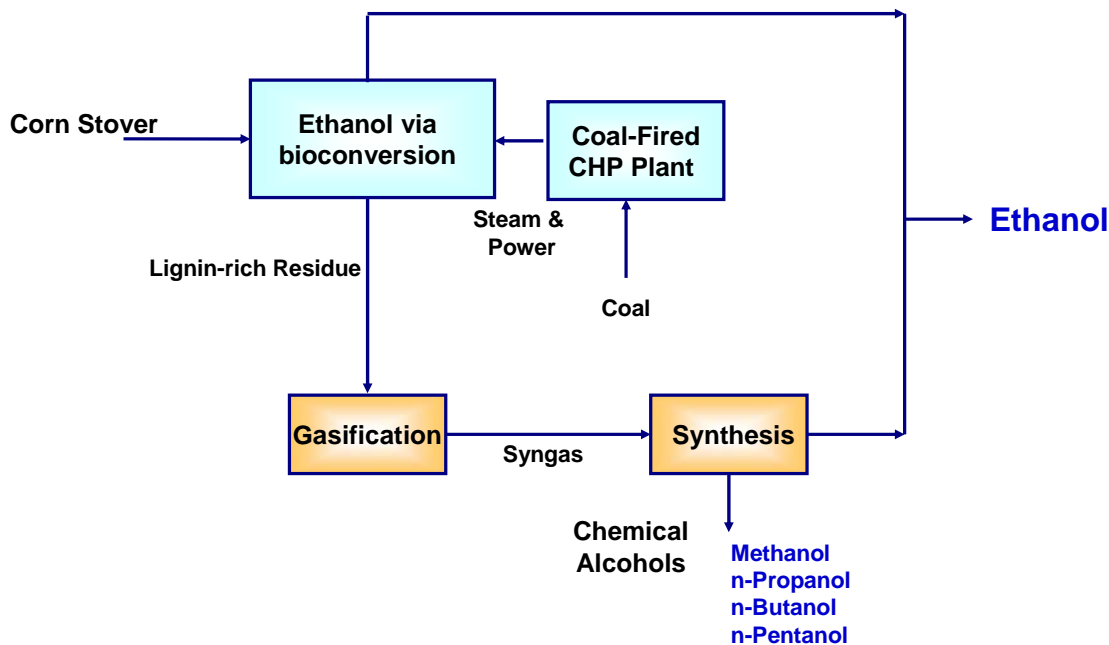 Corn Stover
Ethanol via
bioconversion
Coal-Fired
CHP Plant
Steam &
Power
Ethanol
Lignin-rich Residue
Coal
Gasification
Syngas
Synthesis
Chemical
Alcohols
Methanol
n-Propanol
n-Butanol
n-Pentanol